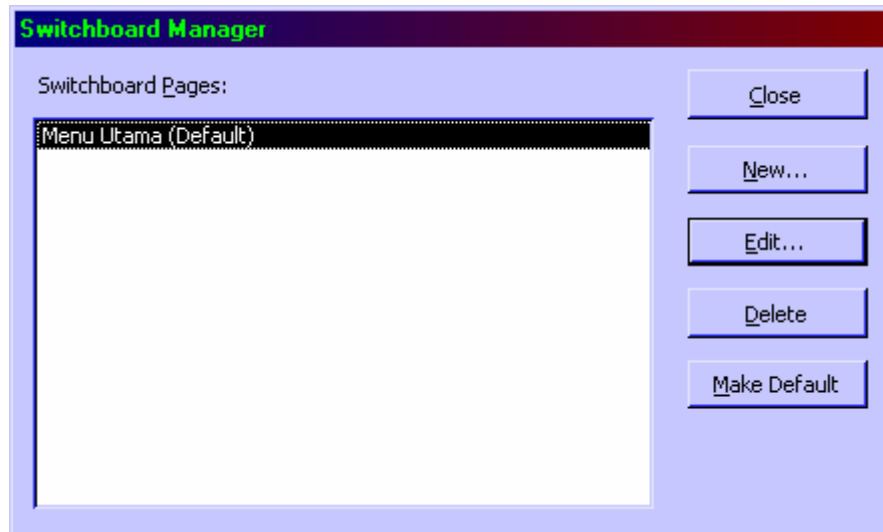 Switchboard Manager
Switchboard Pages:
Menu Utama (Default)
Close
New...
Edit...
Delete
Make Default